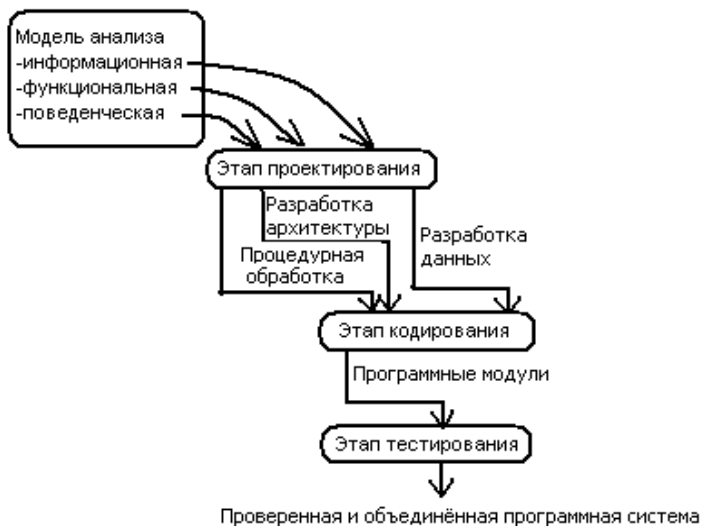 Модель анализа
-информационная
-функциональная
-поведенческая
Этап проектирования
Разработка
архитектуры
Процедурная
обработка
Разработка
данных
Этап кодирования
Программные модули
Этап тестирования
Проверенная и объединённая программная система